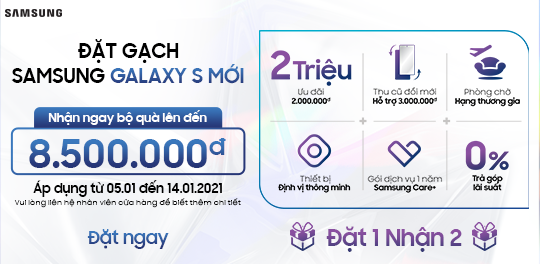 SAMSUNG
ĐẶT GẠCH
SAMSUNG GALAXY S MỚI
Nhận ngay bộ quà lên đến
8.500.000đ
Áp dụng từ 05.01 đến 14.01.2021
Vui lòng liên hệ nhân viên cửa hàng để biết thêm chi tiết
Đặt ngay
2 Triệu
Ưu đãi
2.000.000đ
Thu cũ đổi mới
Hỗ trợ 3.000.000đ
Phòng chờ
Hạng thương gia
Thiết bị
Định vị thông minh
Gói dịch vụ 1 năm
Samsung Care+
0%
Trả góp
lãi suất
Đặt 1 Nhận 2